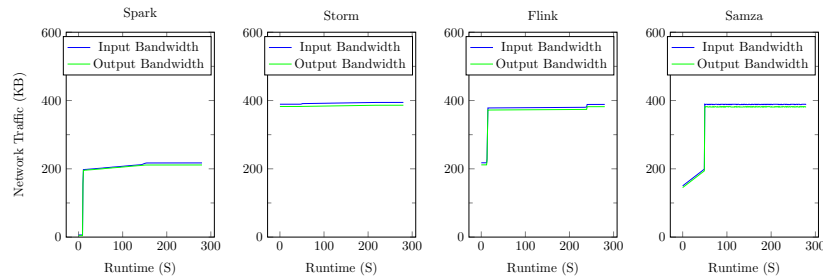 Spark
Storm
Flink
Samza
Network Traffic (KB)
600
400
200
0
Input Bandwidth
Output Bandwidth
0 100 200 300
Runtime (S)
600
400
200
0
Input Bandwidth
Output Bandwidth
0 100 200 300
Runtime (S)
600
400
200
0
Input Bandwidth
Output Bandwidth
0 100 200 300
Runtime (S)
600
400
200
0
Input Bandwidth
Output Bandwidth
0 100 200 300
Runtime (S)